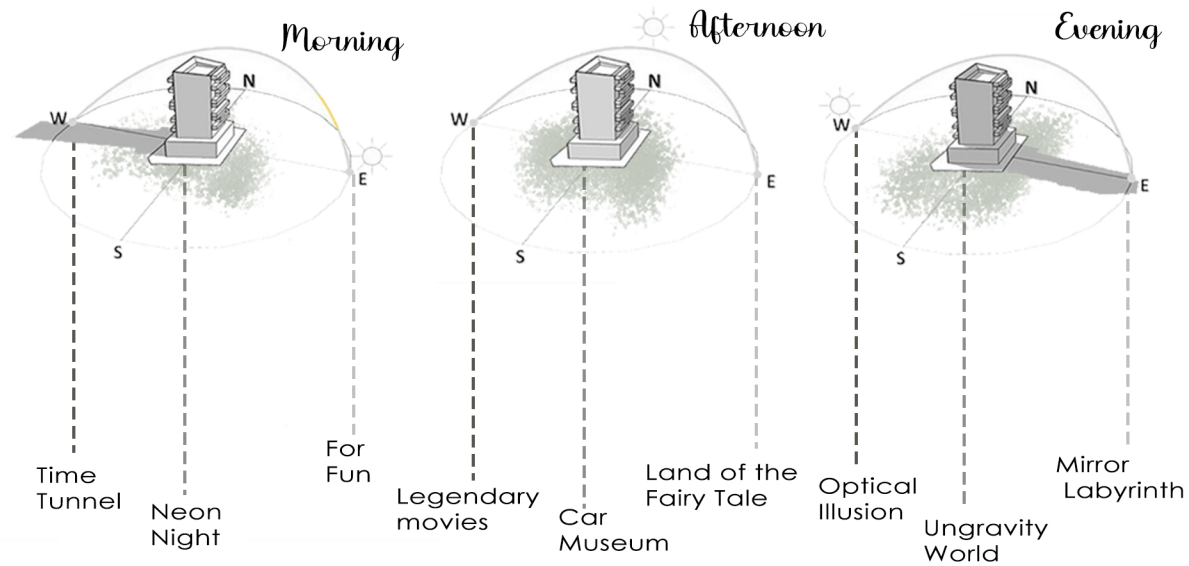 Morning
Afternoon
Evening
N
W
E
S
N
W
E
S
N
W
E
S
Time
Tunnel
Neon
Night
For
Fun
Legendary
movies
Car
Museum
Land of the
Fairy Tale
Optical
Illusion
Ungravity
World
Mirror
Labyrinth